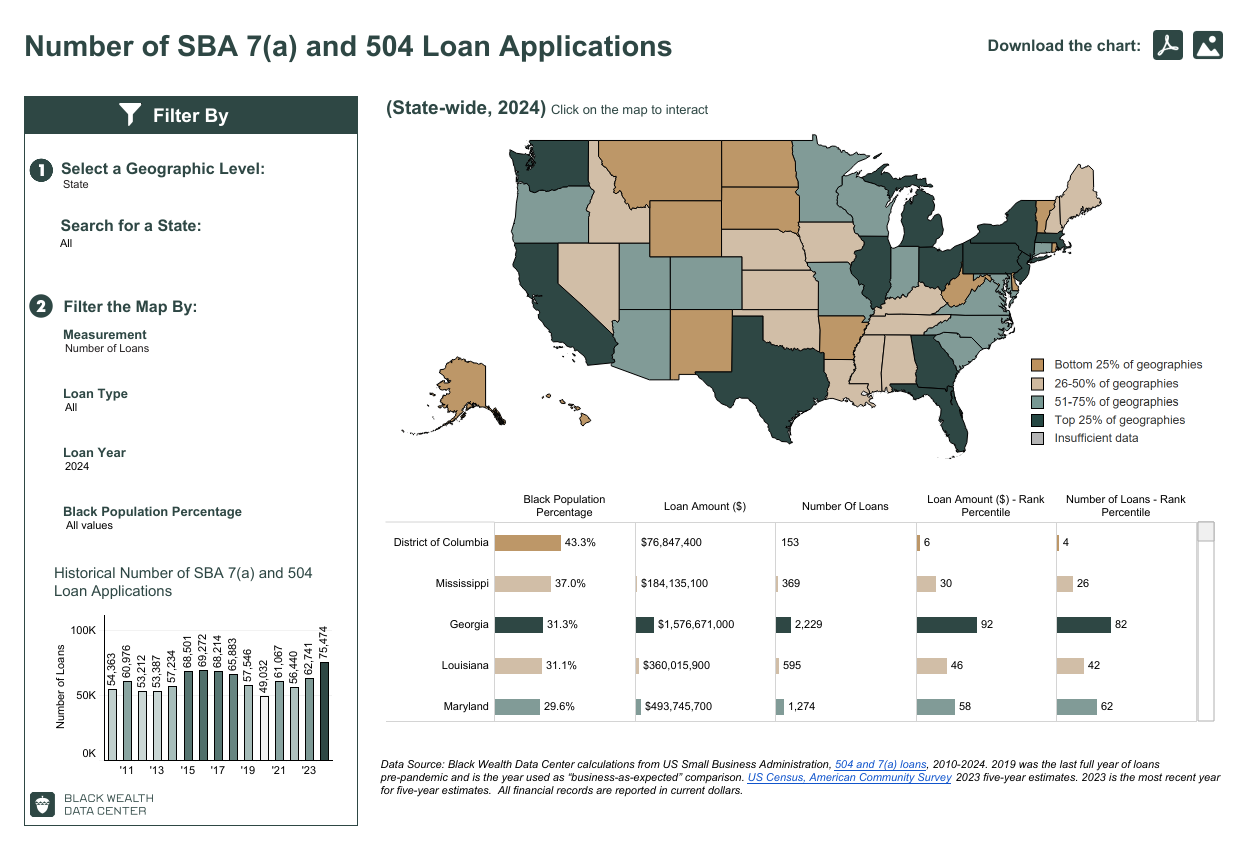 Number of SBA 7(a) and 504 Loan Applications
Download the chart:
Filter By
1 Select a Geographic Level:
State
Search for a State:
All
2 Filter the Map By:
Measurement
Number of Loans
Loan Type
All
Loan Year
2024
Black Population Percentage
All values
Historical Number of SBA 7(a) and 504
Loan Applications
Number of Loans
100K
50K
0K
54,363
60,976
53,212
53,387
57,234
68,501
69,272
68,214
65,883
57,546
49,032
61,067
56,440
62,741
75,474
'11 '13 '15 '17 '19 '21 '23
BLACK WEALTH
DATA CENTER
(State-wide, 2024) Click on the map to interact
Bottom 25% of geographies
26-50% of geographies
51-75% of geographies
Top 25% of geographies
Insufficient data
Black Population
Percentage
Loan Amount ($)
Number Of Loans
Loan Amount ($) - Rank
Percentile
Number of Loans - Rank
Percentile
District of Columbia 43.3% $76,847,400 153 6 4
Mississippi 37.0% $184,135,100 369 30 26
Georgia 31.3% $1,576,671,000 2,229 92 82
Louisiana 31.1% $360,015,900 595 46 42
Maryland 29.6% $493,745,700 1,274 58 62
Data Source: Black Wealth Data Center calculations from US Small Business Administration, 504 and 7(a) loans, 2010-2024. 2019 was the last full year of loans
pre-pandemic and is the year used as “business-as-expected” comparison. US Census, American Community Survey 2023 five-year estimates. 2023 is the most recent year
for five-year estimates. All financial records are reported in current dollars.